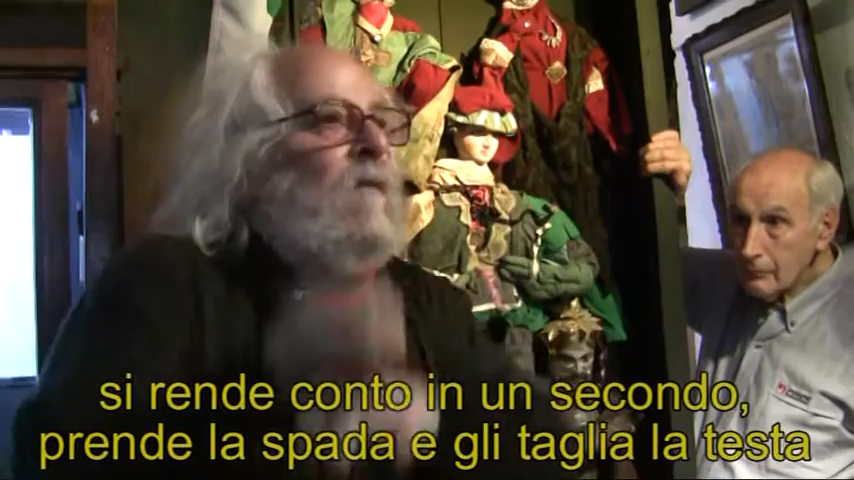 si rende conto in un secondo,
prende la spada e gli taglia la testa